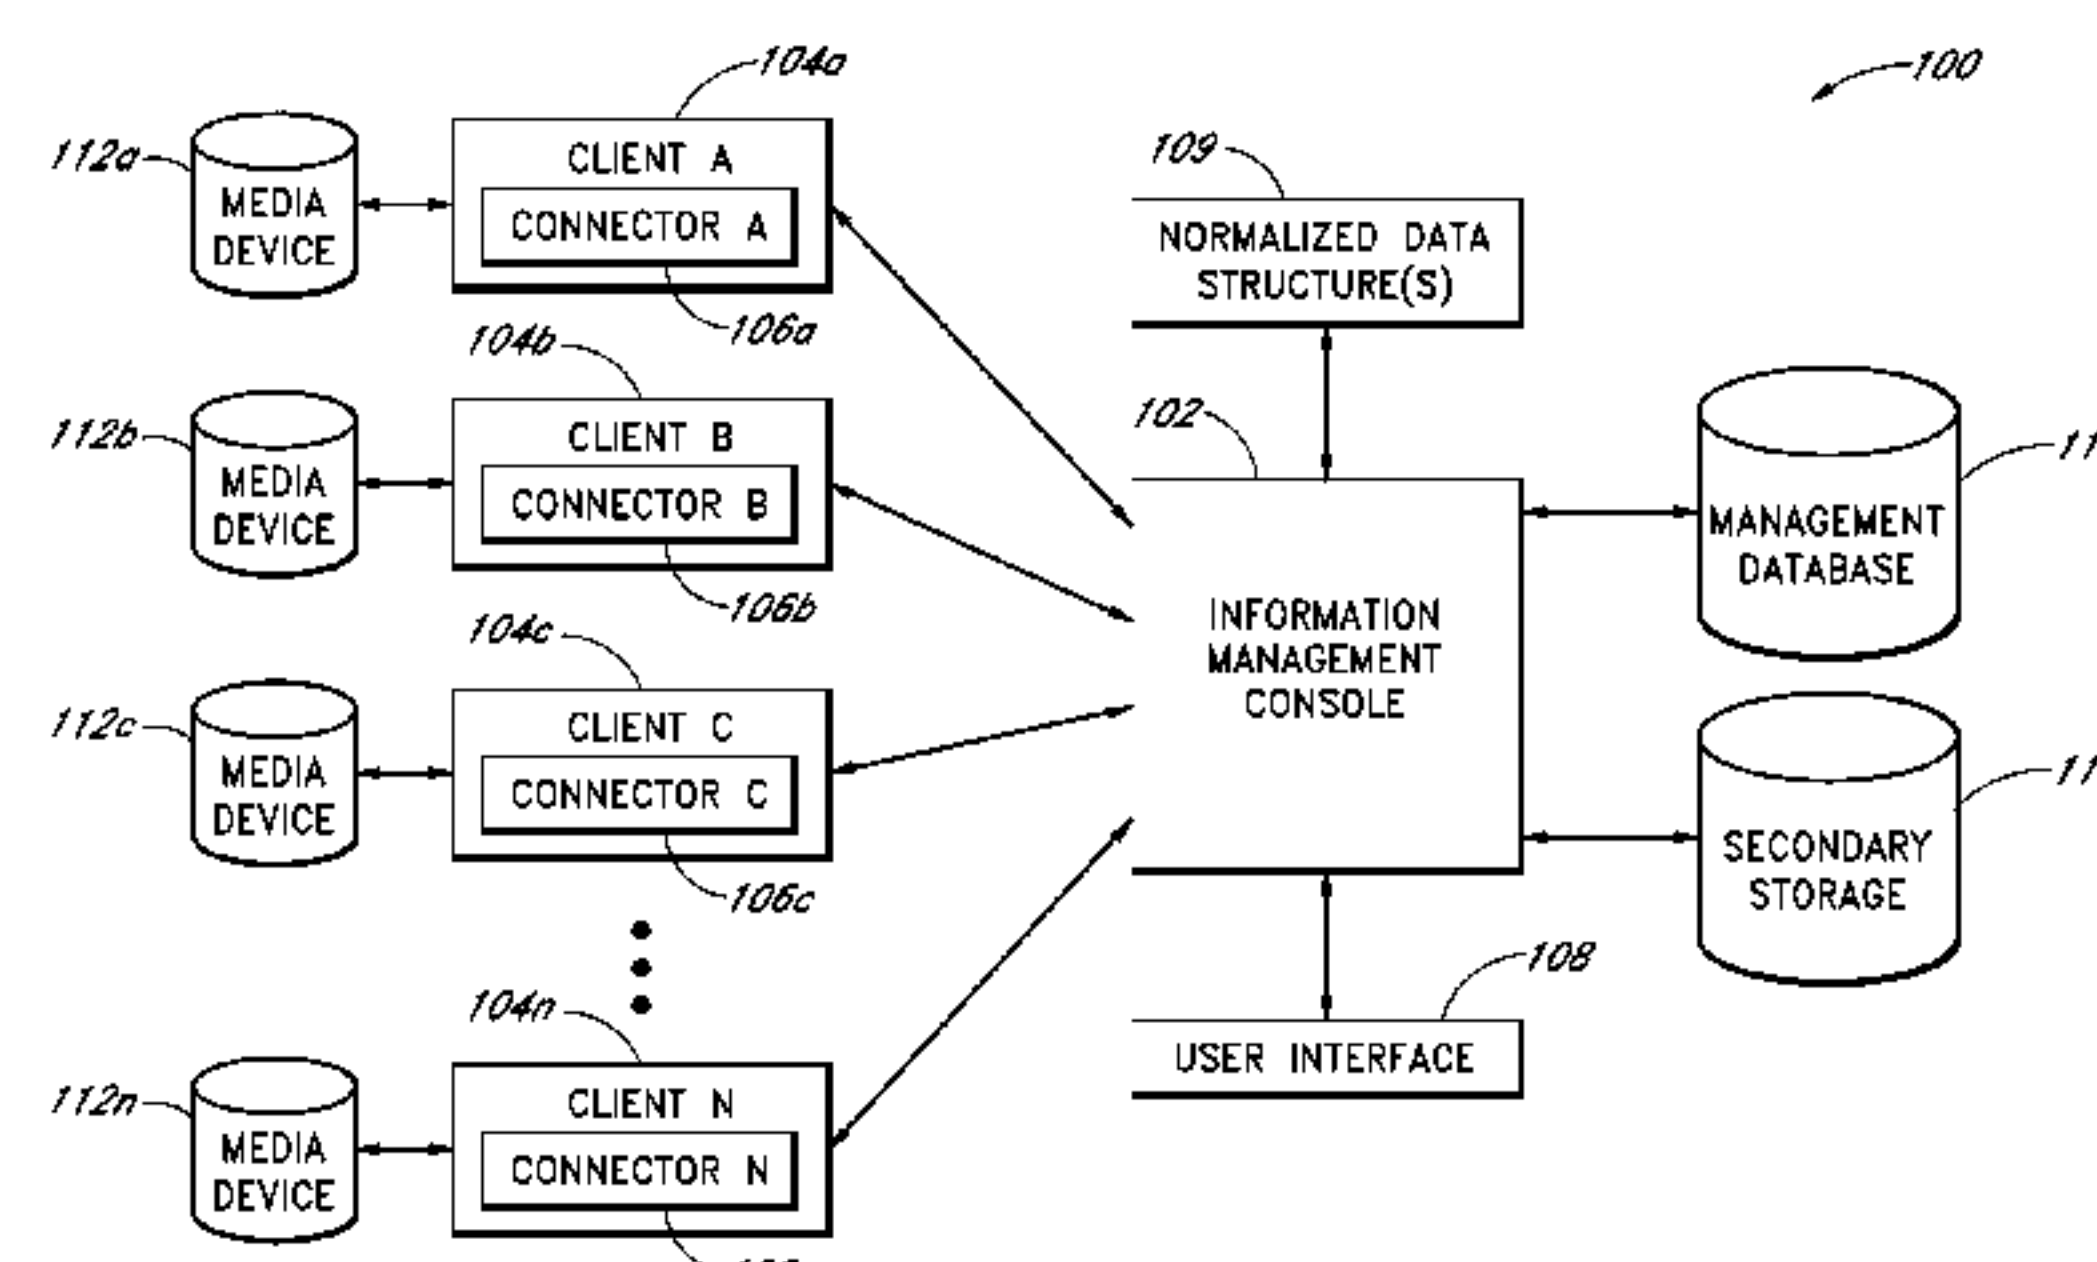 104a
100
112a
MEDIA
DEVICE
CLIENT A
CONNECTOR A
106a
109
NORMALIZED DATA
STRUCTURE(S)
104b
112b
MEDIA
DEVICE
CLIENT B
CONNECTOR B
106b
102
INFORMATION
MANAGEMENT
CONSOLE
MANAGEMENT
DATABASE
104c
112c
MEDIA
DEVICE
CLIENT C
CONNECTOR C
106c
SECONDARY
STORAGE
108
USER INTERFACE
104n
112n
MEDIA
DEVICE
CLIENT N
CONNECTOR N